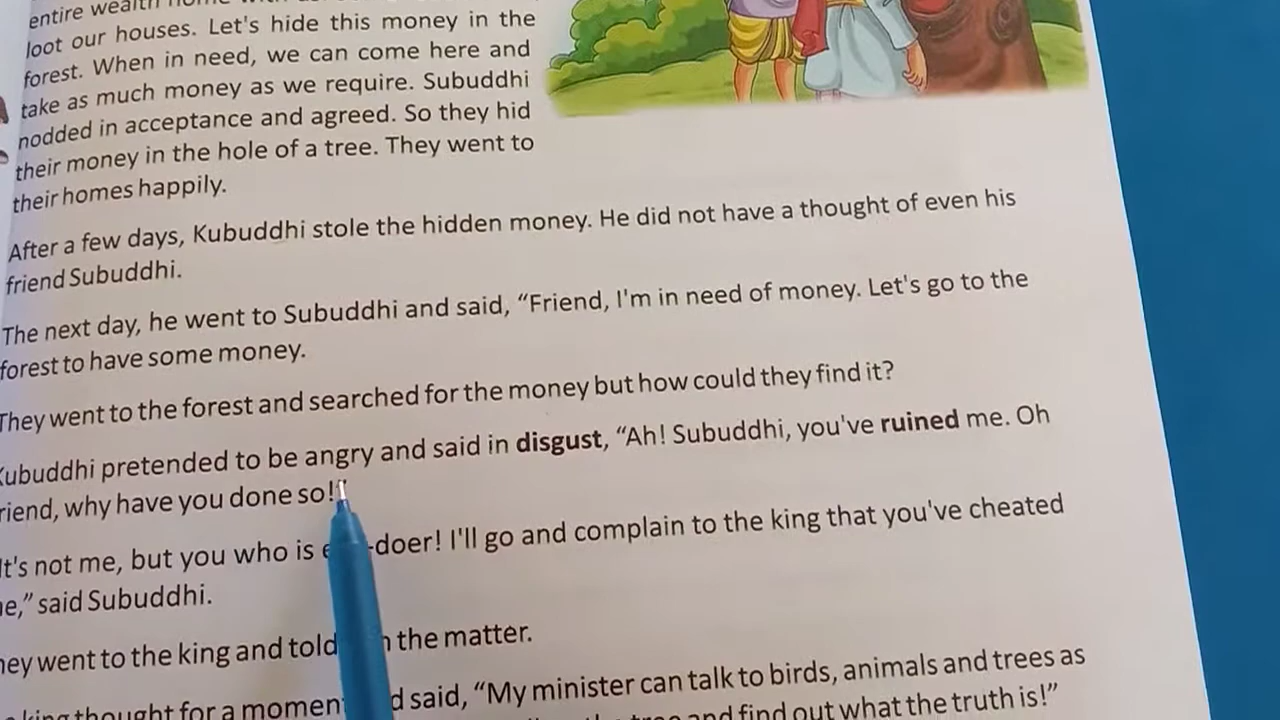 entire wealth home with
loot our houses. Let's hide this money in the
forest. When in need, we can come here and
take as much money as we require. Subuddhi
nodded in acceptance and agreed. So they hid
their money in the hole of a tree. They went to
their homes happily.
After a few days, Kubuddhi stole the hidden money. He did not have a thought of even his
friend Subuddhi.
The next day, he went to Subuddhi and said, “Friend, I'm in need of money. Let's go to the
forest to have some money.
They went to the forest and searched for the money but how could they find it?
Kubuddhi pretended to be angry and said in disgust, “Ah! Subuddhi, you've ruined me. Oh
friend, why have you done so!"
It's not me, but you who is -doer! I'll go and complain to the king that you've cheated
me,” said Subuddhi.
They went to the king and told the matter.
king thought for a moment said, “My minister can talk to birds, animals and trees as
tree and find out what the truth is!”